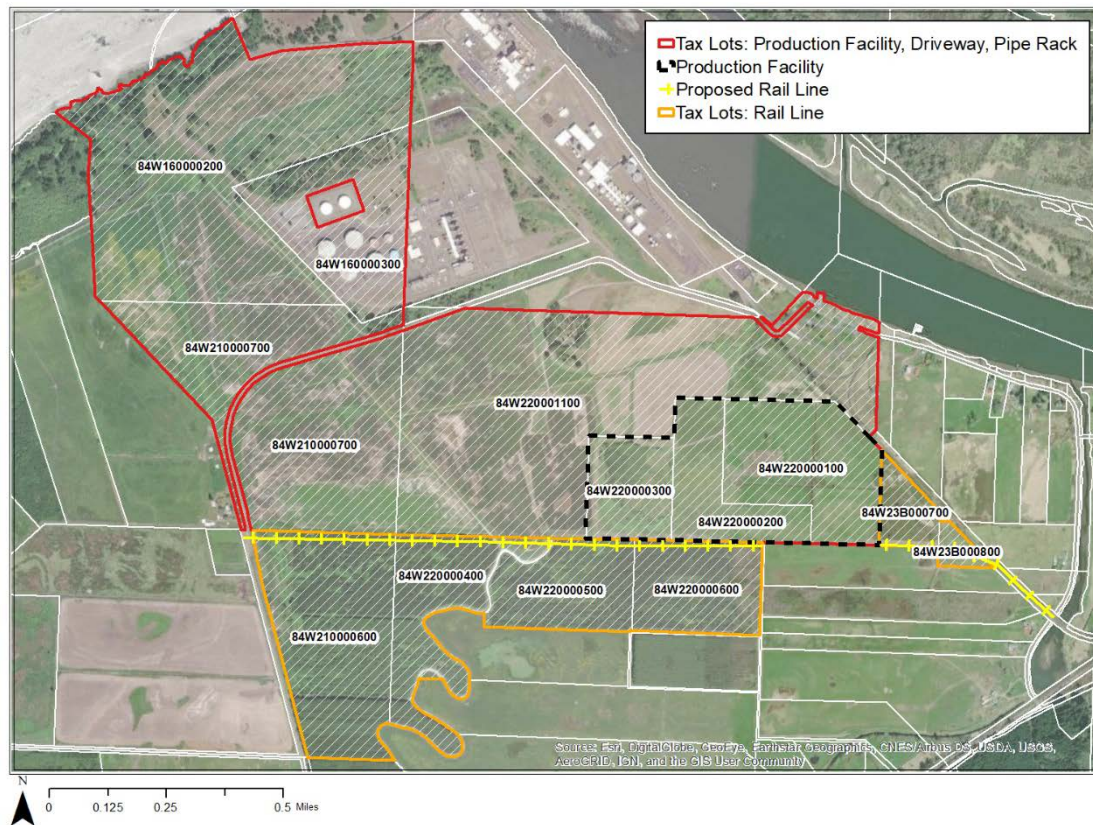 Tax Lots: Production Facility, Driveway, Pipe Rack
Production Facility
Proposed Rail Line
Tax Lots: Rail Line
84W160000200
84W160000300
84W210000700
84W220001100
84W210000700
84W220000100
84W220000300
84W23B000700
84W220000200
84W23B000800
84W220000400
84W220000500
84W220000600
84W210000600
Source: Esri, DigitalGlobe, GeoEye, Earthstar Geographics, CNES/Airbus DS, USDA, USGS,
AeroGRID, IGN, and the GIS User Community
N
0 0.125 0.25 0.5 Miles